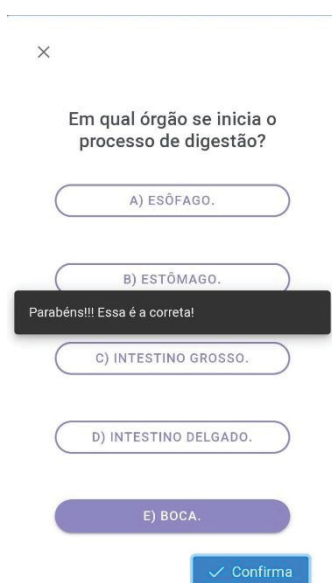 Em qual órgão se inicia o
processo de digestão?
A) ESÔFAGO.
B) ESTÔMAGO.
Parabéns!!! Essa é a correta!
C) INTESTINO GROSSO.
D) INTESTINO DELGADO.
E) BOCA.
Confirma